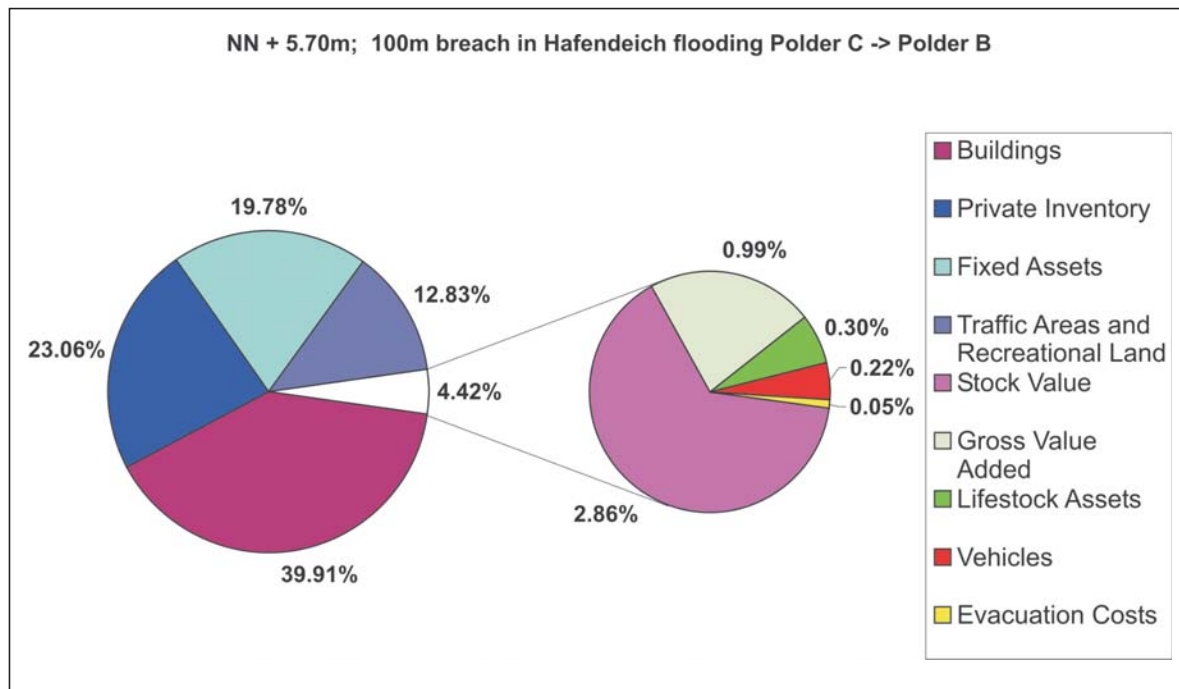 NN + 5.70m; 100m breach in Hafendeich flooding Polder C -> Polder B
19.78%
12.83%
23.06%
4.42%
39.91%
0.99%
0.30%
0.22%
0.05%
2.86%
Buildings
Private Inventory
Fixed Assets
Traffic Areas and
Recreational Land
Stock Value
Gross Value
Added
Lifestock Assets
Vehicles
Evacuation Costs